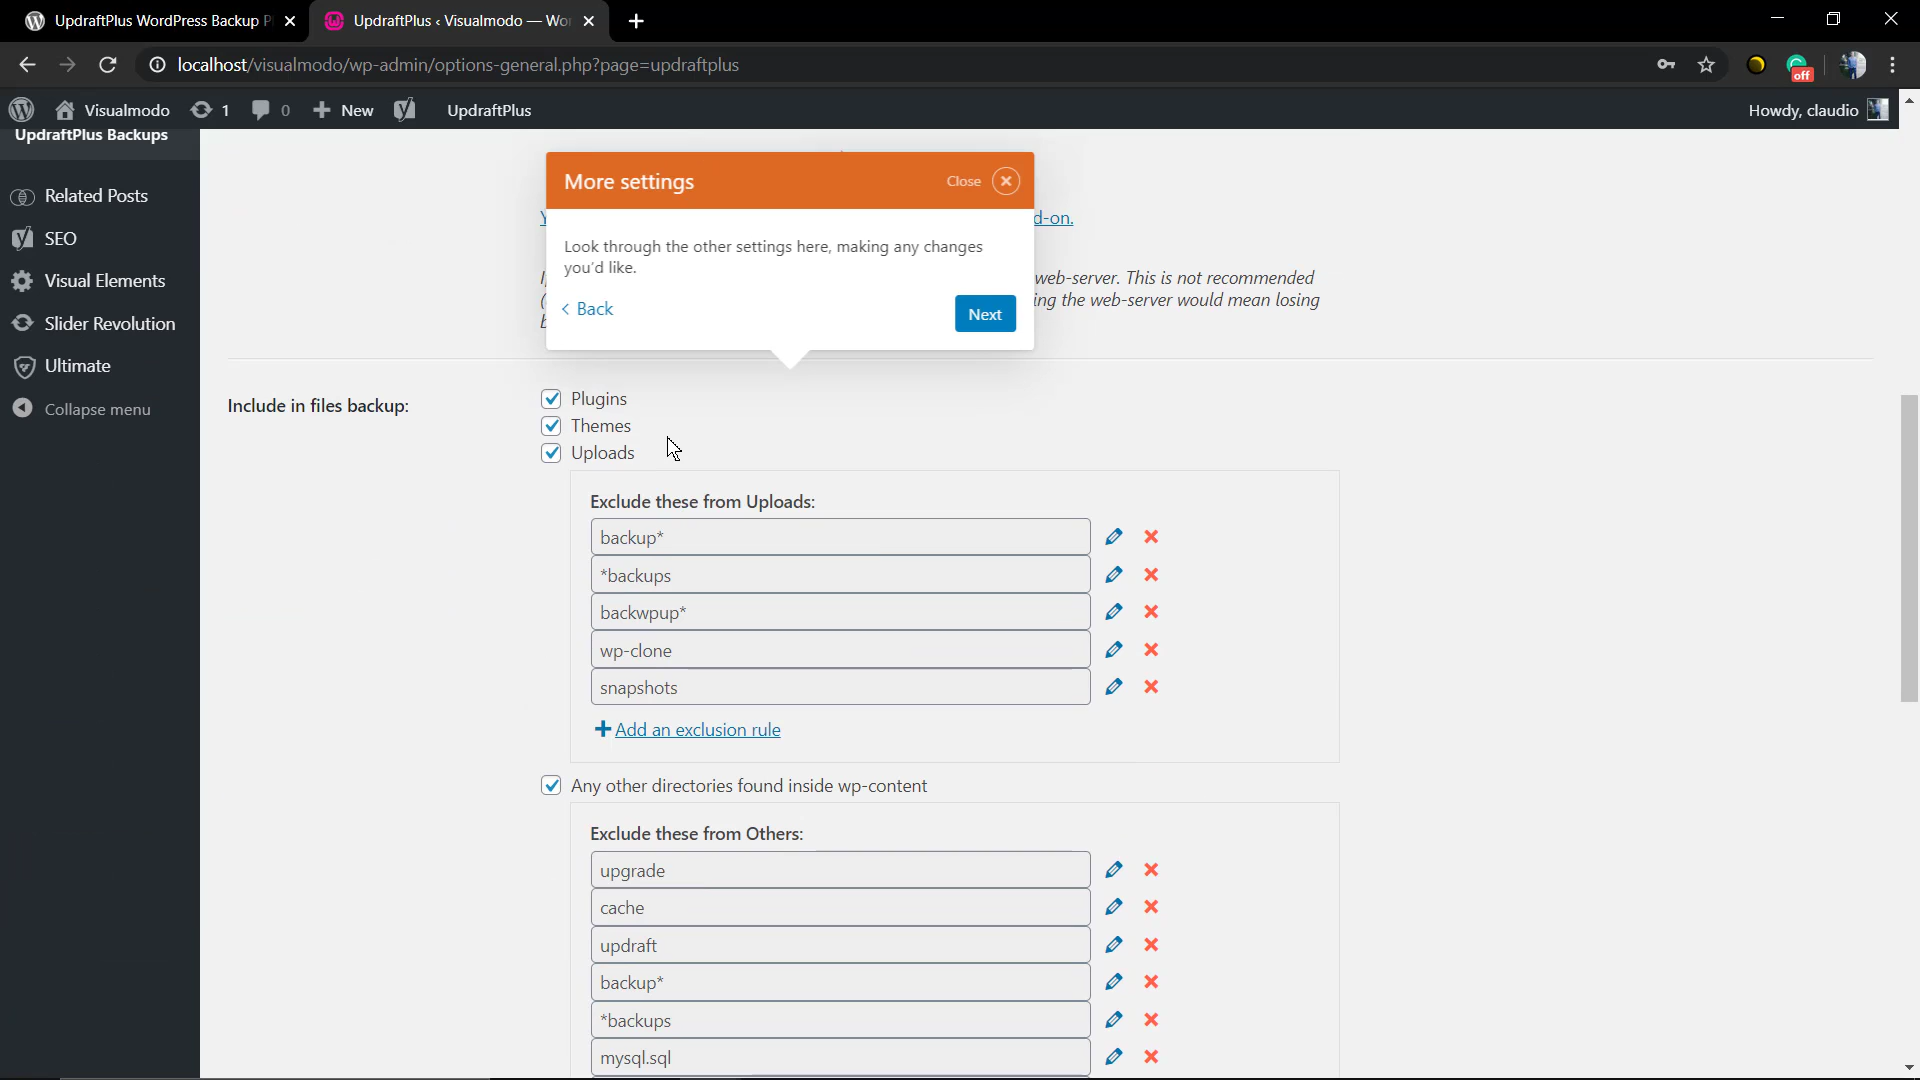 UpdraftPlus WordPress Backup P
UpdraftPlus ‹ Visualmodo — Wo
localhost/visualmodo/wp-admin/options-general.php?page=updraftplus
off
Visualmodo
1
0
New
UpdraftPlus
Howdy, claudio
UpdraftPlus Backups
Related Posts
SEO
Visual Elements
Slider Revolution
Ultimate
Collapse menu
More settings
Close
Look through the other settings here, making any changes
you'd like.
Back
Next
d-on.
web-server. This is not recommended
ing the web-server would mean losing
Include in files backup:
Plugins
Themes
Uploads
Exclude these from Uploads:
backup*
*backups
backwpup*
wp-clone
snapshots
Add an exclusion rule
Any other directories found inside wp-content
Exclude these from Others:
upgrade
cache
updraft
backup*
*backups
mysql.sql